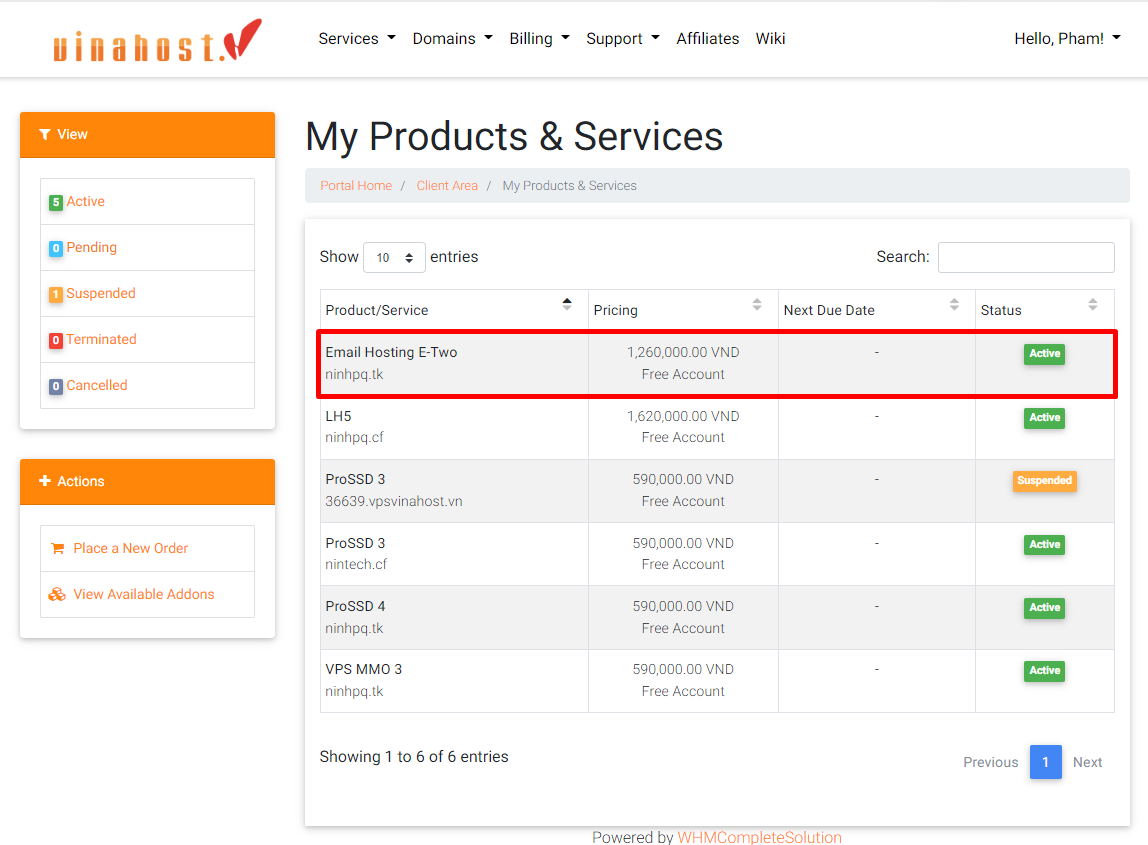 vinahost.
Services Domains Billing Support Affiliates Wiki Hello, Pham!
View
5 Active
0 Pending
1 Suspended
0 Terminated
0 Cancelled
Actions
Place a New Order
View Available Addons
My Products & Services
Portal Home / Client Area / My Products & Services
Show 10 entries Search:
Product/Service Pricing Next Due Date Status
Email Hosting E-Two 1,260,000.00 VND - Active
ninhpq.tk Free Account
LH5 1,620,000.00 VND - Active
ninhpq.cf Free Account
ProSSD 3 590,000.00 VND - Suspended
36639.vpsvinahost.vn Free Account
ProSSD 3 590,000.00 VND - Active
nintech.cf Free Account
ProSSD 4 590,000.00 VND - Active
ninhpq.tk Free Account
VPS MMO 3 590,000.00 VND - Active
ninhpq.tk Free Account
Showing 1 to 6 of 6 entries
Previous 1 Next
Powered by WHMCompleteSolution